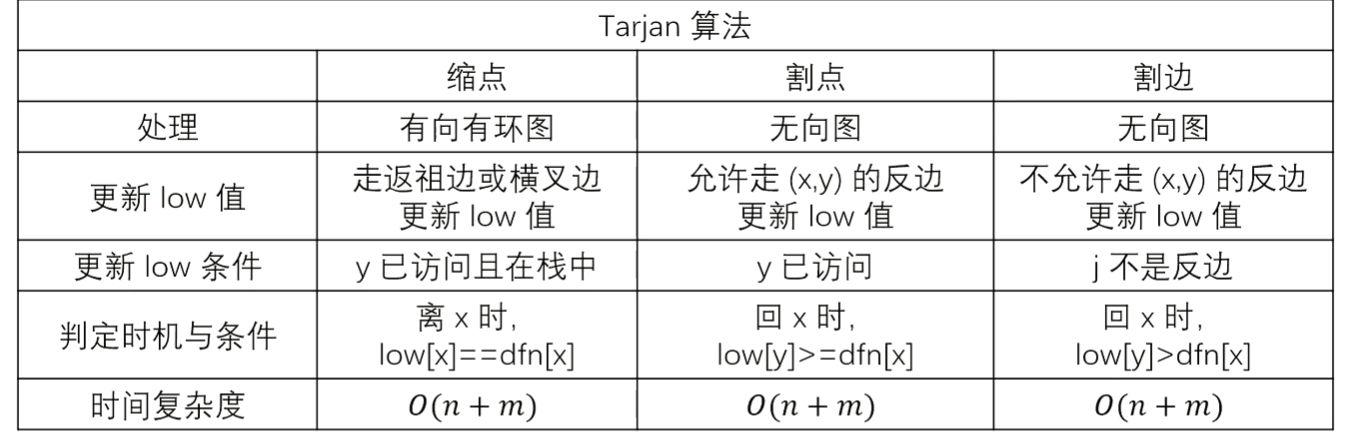 Tarjan 算法
缩点 割点 割边
处理 有向有环图 无向图 无向图
更新 low 值 走返祖边或横叉边 允许走 (x,y) 的反边 不允许走 (x,y) 的反边
更新 low 值 更新 low 值 更新 low 值
更新 low 条件 y 已访问且在栈中 y 已访问 j 不是反边
判定时机与条件 离 x 时, 回 x 时, 回 x 时,
low[x]==dfn[x] low[y]>=dfn[x] low[y]>dfn[x]
时间复杂度 O(n + m) O(n + m) O(n + m)